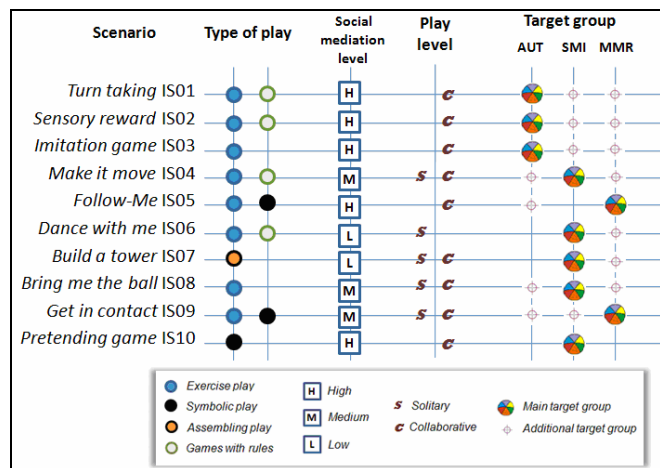 Scenario Type of play Social mediation level Play level Target group
AUT SMI MMR
Turn taking IS01 H C
Sensory reward IS02 H C
Imitation game IS03 H C
Make it move IS04 M S C
Follow-Me IS05 H C
Dance with me IS06 L S
Build a tower IS07 L S C
Bring me the ball IS08 M S C
Get in contact IS09 M S C
Pretending game IS10 H C
Exercise play H High
Symbolic play M Medium S Solitary Main target group
Assembling play C Collaborative Additional target group
Games with rules L Low